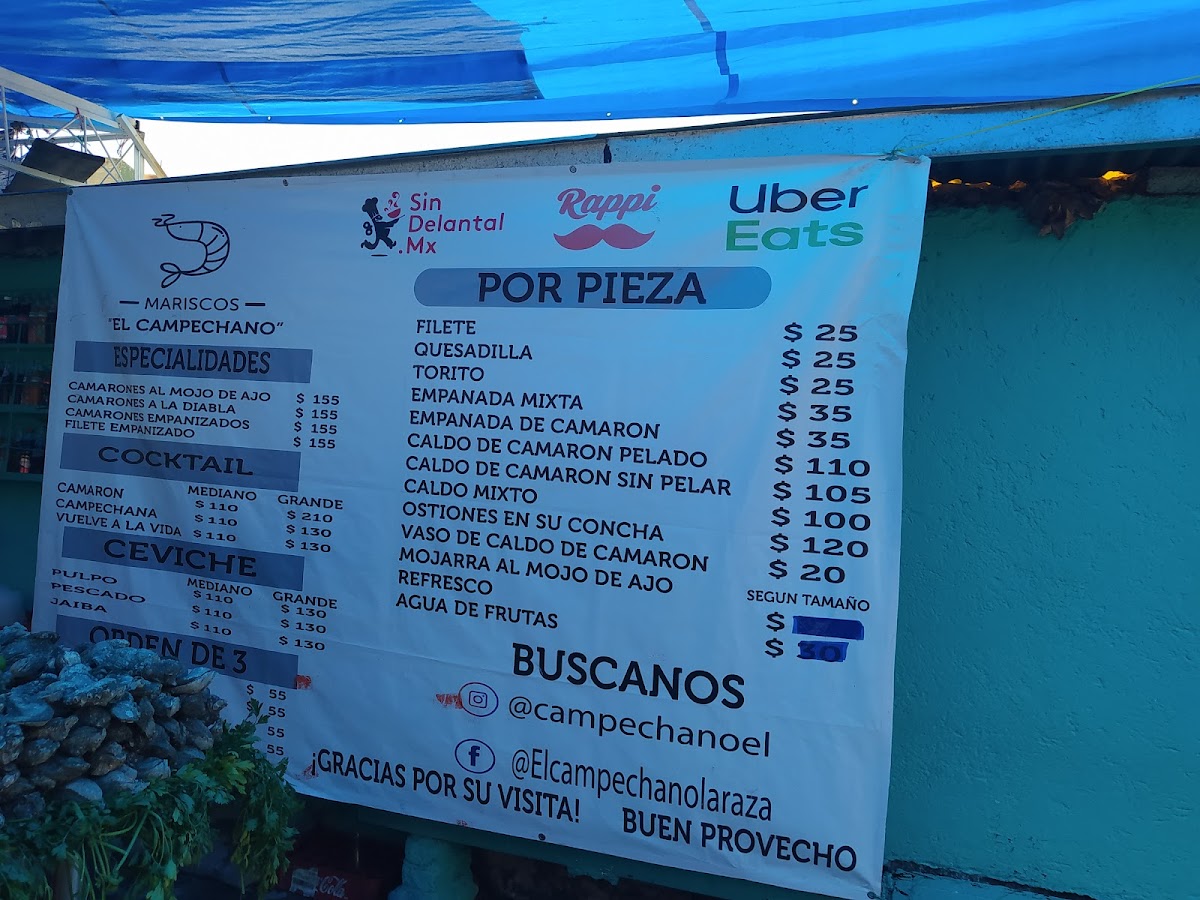 MARISCOS
"EL CAMPECHANO"
ESPECIALIDADES
CAMARONES AL MOJO DE AJO $ 155
CAMARONES A LA DIABLA $ 155
CAMARONES EMPANIZADOS $ 155
FILETE EMPANIZADO $ 155
COCKTAIL
MEDIANO GRANDE
CAMARON $ 110 $ 210
CAMPECHANA $ 110 $ 130
VUELVE A LA VIDA $ 110 $ 130
CEVICHE
MEDIANO GRANDE
PULPO $ 110 $ 130
PESCADO $ 110 $ 130
JAIBA $ 110 $ 130
ORDEN DE 3
$ 55
$ 55
55
55
Sin
Delantal
.Mx
Rappi
Uber
Eats
POR PIEZA
FILETE $ 25
QUESADILLA $ 25
TORITO $ 25
EMPANADA MIXTA $ 35
EMPANADA DE CAMARON $ 35
CALDO DE CAMARON PELADO $ 110
CALDO DE CAMARON SIN PELAR $ 105
CALDO MIXTO $ 100
OSTIONES EN SU CONCHA $ 120
VASO DE CALDO DE CAMARON $ 20
MOJARRA AL MOJO DE AJO SEGUN TAMAÑO
REFRESCO $
AGUA DE FRUTAS $ 30
BUSCANOS
@campechanoel
f @Elcampechanolaraza
¡GRACIAS POR SU VISITA! BUEN PROVECHO
Coca-Cola